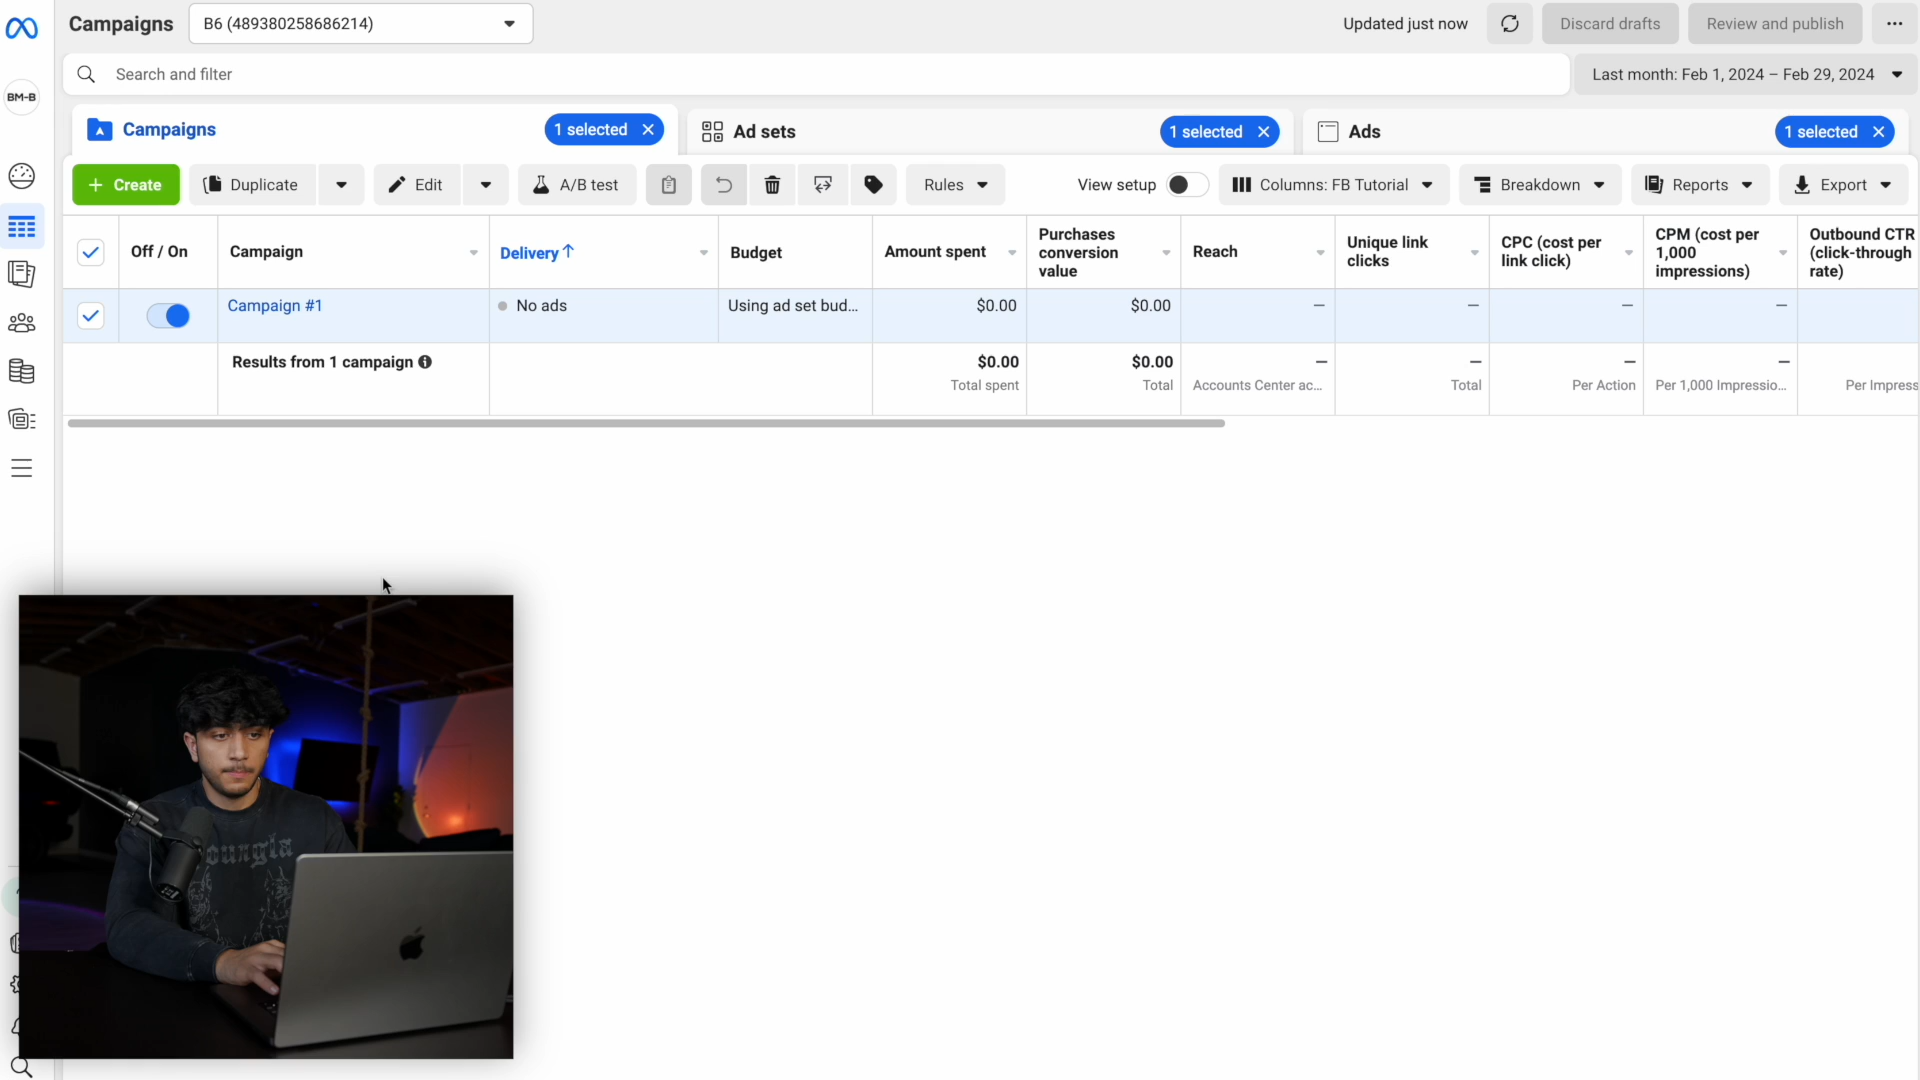 Campaigns
B6 (489380258686214)
Updated just now
Discard drafts
Review and publish
BM-B
Search and filter
Last month: Feb 1, 2024 – Feb 29, 2024
Campaigns
1 selected
Ad sets
1 selected
Ads
1 selected
Create
Duplicate
Edit
A/B test
Rules
View setup
Columns: FB Tutorial
Breakdown
Reports
Export
Off / On
Campaign
Delivery ↑
Budget
Amount spent
Purchases
conversion
value
Reach
Unique link
clicks
CPC (cost per
link click)
CPM (cost per
1,000
impressions)
Outbound CTR
(click-through
rate)
Campaign #1
No ads
Using ad set bud...
$0.00
$0.00
—
—
—
—
Results from 1 campaign
$0.00
Total spent
$0.00
Total
—
Accounts Center ac...
—
Total
—
Per Action
—
Per 1,000 Impressio...
Per Impress
oungla